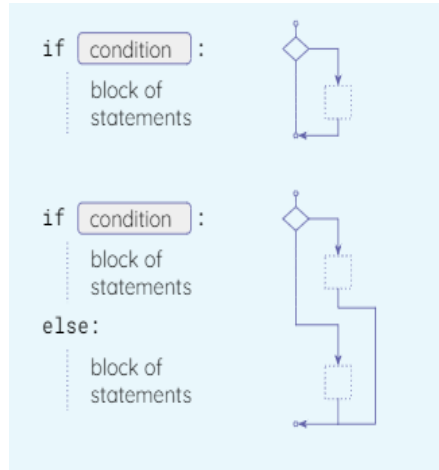 if condition :
block of
statements
if condition :
block of
statements
else:
block of
statements